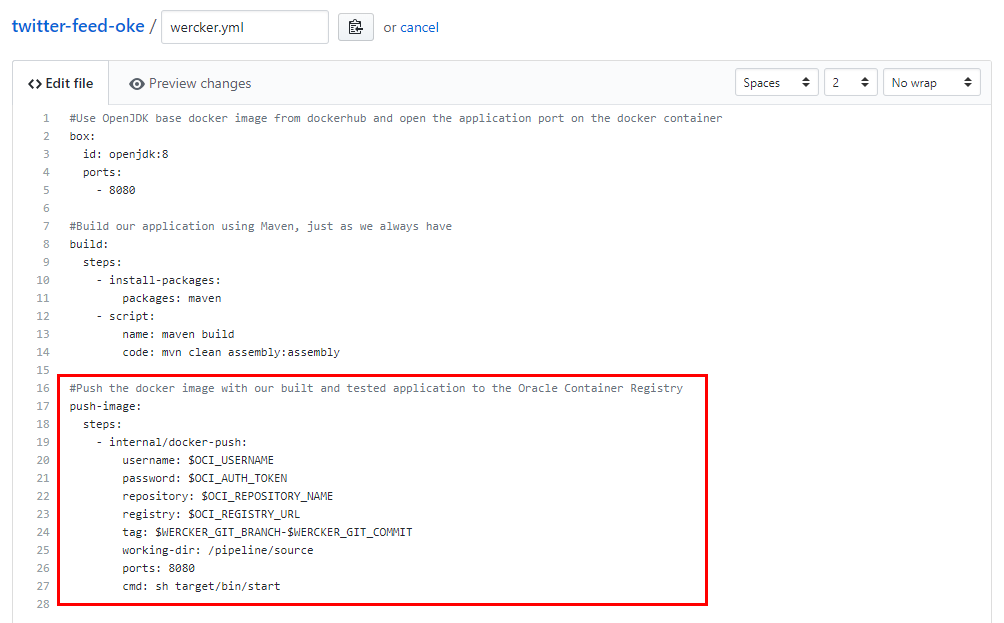 twitter-feed-oke / wercker.yml or cancel
<> Edit file Preview changes Spaces 2 No wrap
1 #Use OpenJDK base docker image from dockerhub and open the application port on the docker container
2 box:
3   id: openjdk:8
4   ports:
5     - 8080
6
7 #Build our application using Maven, just as we always have
8 build:
9   steps:
10     - install-packages:
11         packages: maven
12     - script:
13         name: maven build
14         code: mvn clean assembly:assembly
15
16 #Push the docker image with our built and tested application to the Oracle Container Registry
17 push-image:
18   steps:
19     - internal/docker-push:
20         username: $OCI_USERNAME
21         password: $OCI_AUTH_TOKEN
22         repository: $OCI_REPOSITORY_NAME
23         registry: $OCI_REGISTRY_URL
24         tag: $WERCKER_GIT_BRANCH-$WERCKER_GIT_COMMIT
25         working-dir: /pipeline/source
26         ports: 8080
27         cmd: sh target/bin/start
28